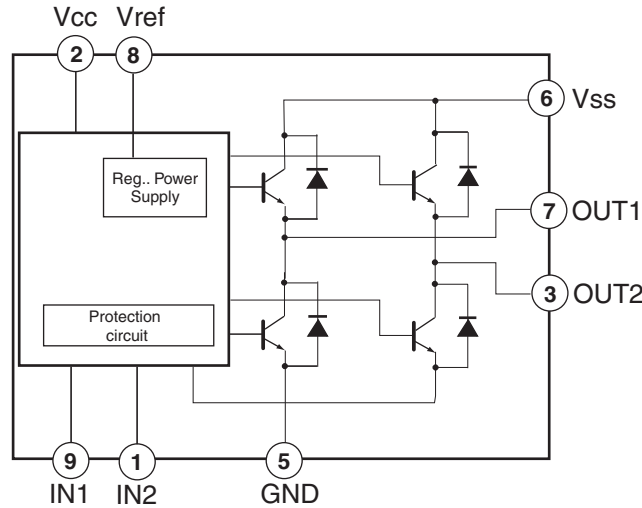 Vcc Vref
2 8
6 Vss
Reg.. Power
Supply
7 OUT1
3 OUT2
Protection
circuit
9 1 5
IN1 IN2 GND